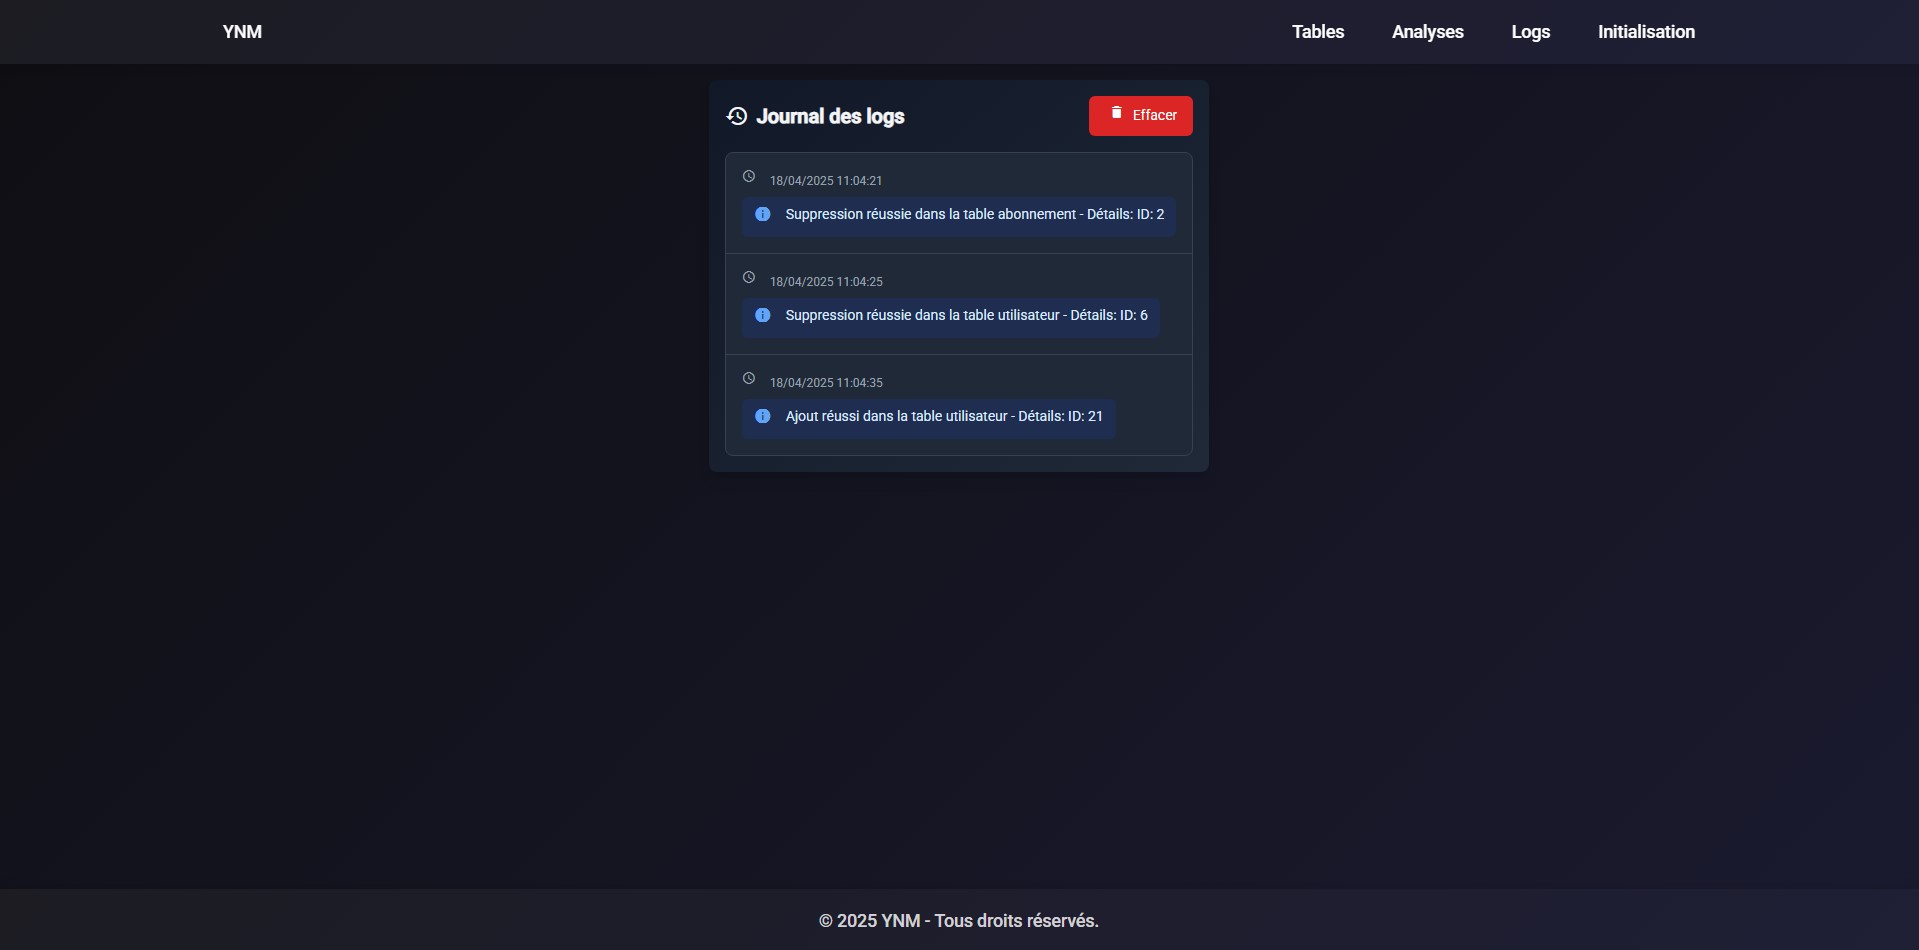 YNM
Tables
Analyses
Logs
Initialisation
Journal des logs
Effacer
18/04/2025 11:04:21
Suppression réussie dans la table abonnement - Détails: ID: 2
18/04/2025 11:04:25
Suppression réussie dans la table utilisateur - Détails: ID: 6
18/04/2025 11:04:35
Ajout réussi dans la table utilisateur - Détails: ID: 21
© 2025 YNM - Tous droits réservés.